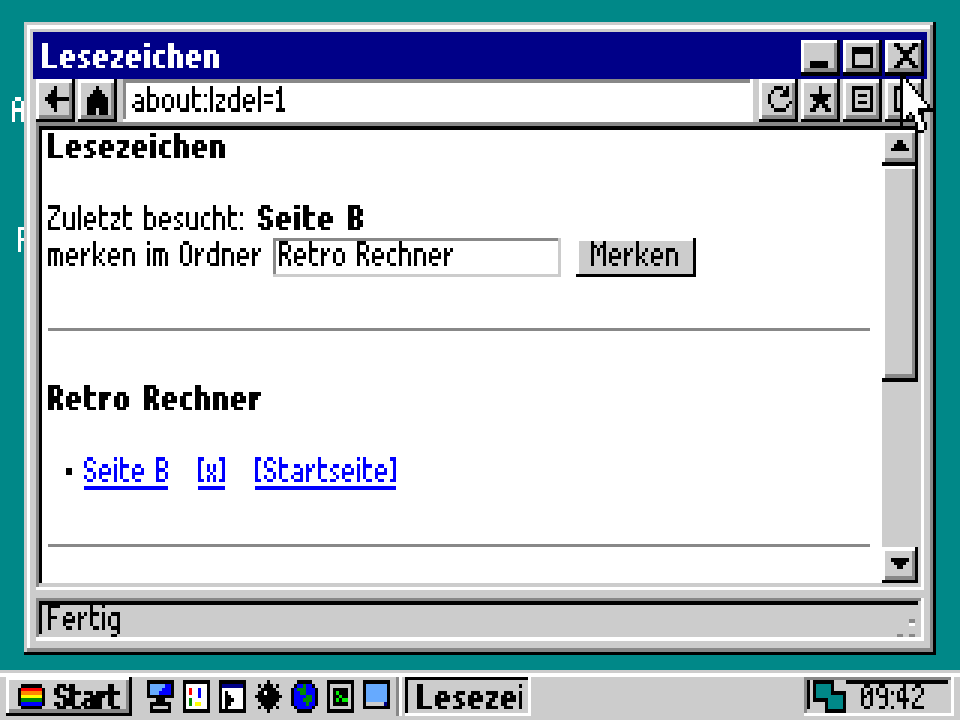 Lesezeichen
about:lzdel=1
Lesezeichen
Zuletzt besucht: Seite B
merken im Ordner Retro Rechner Merken
Retro Rechner
• Seite B [x] [Startseite]
Fertig
Start Lesezei 09:42